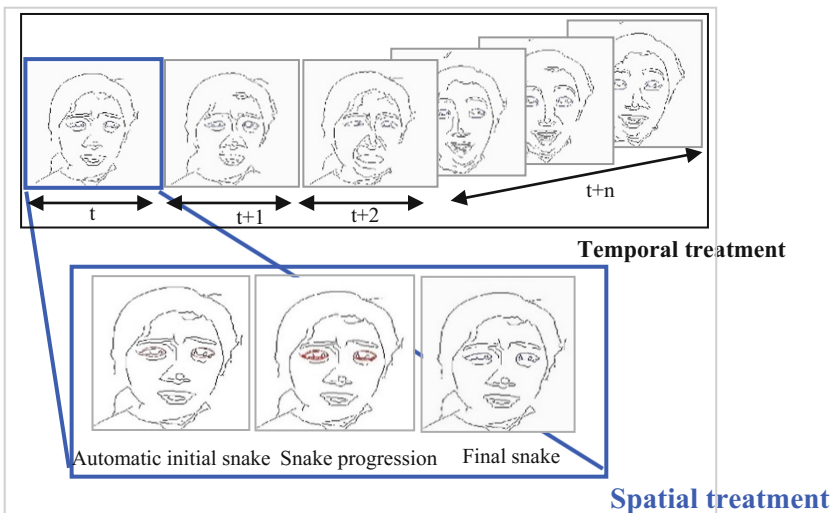 t
t+1
t+2
t+n
Temporal treatment
Automatic initial snake
Snake progression
Final snake
Spatial treatment